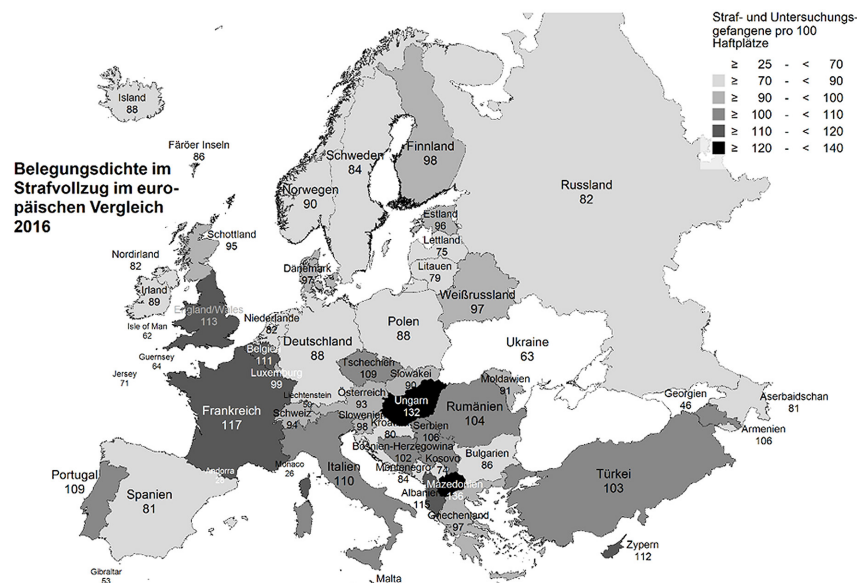 Straf- und Untersuchungs-
gefangene pro 100
Haftplätze
≥ 25 - < 70
≥ 70 - < 90
≥ 90 - < 100
≥ 100 - < 110
≥ 110 - < 120
≥ 120 - < 140
Belegungsdichte im
Strafvollzug im euro-
päischen Vergleich
2016
Island
88
Färöer Inseln
86
Schweden
84
Finnland
98
Norwegen
90
Russland
82
Schottland
95
Estland
96
Lettland
75
Nordirland
82
Dänemark
97
Litauen
79
Irland
89
Weißrussland
97
England/Wales
113
Isle of Man
62
Niederlande
82
Deutschland
88
Polen
88
Ukraine
63
Guernsey
64
Belgien
111
Jersey
71
Luxemburg
99
Tschechien
109
Slowakei
90
Moldawien
91
Liechtenstein
Österreich
93
Ungarn
132
Georgien
46
Aserbaidschan
81
Frankreich
117
Schweiz
94
Slowenien
98
Kroatien
80
Rumänien
104
Armenien
106
Serbien
106
Bosnien-Herzegowina
102
Kosovo
74
Bulgarien
86
Portugal
109
Spanien
81
Andorra
Monaco
26
Italien
110
Montenegro
84
Mazedonien
136
Albanien
115
Türkei
103
Griechenland
97
Zypern
112
Gibraltar
53
Malta